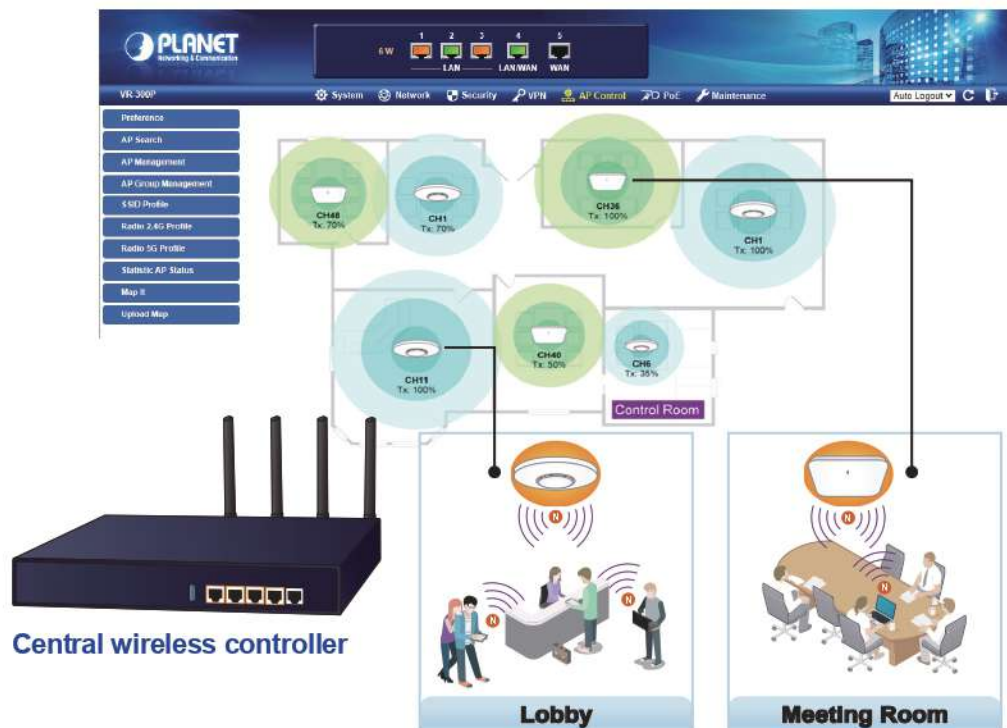 PLANET
Networking & Communication
6 W
1 2 3 4 5
LAN LAN/WAN WAN
VR-300P
System Network Security VPN AP Control PoE Maintenance
Auto Logout
Preference
AP Search
AP Management
AP Group Management
SSID Profile
Radio 2.4G Profile
Radio 5G Profile
Statistic AP Status
Map It
Upload Map
CH48
Tx: 70%
CH1
Tx: 70%
CH36
Tx: 100%
CH1
Tx: 100%
CH11
Tx: 100%
CH40
Tx: 50%
CH6
Tx: 35%
Control Room
N
N
N
N
N
Central wireless controller
Lobby
Meeting Room